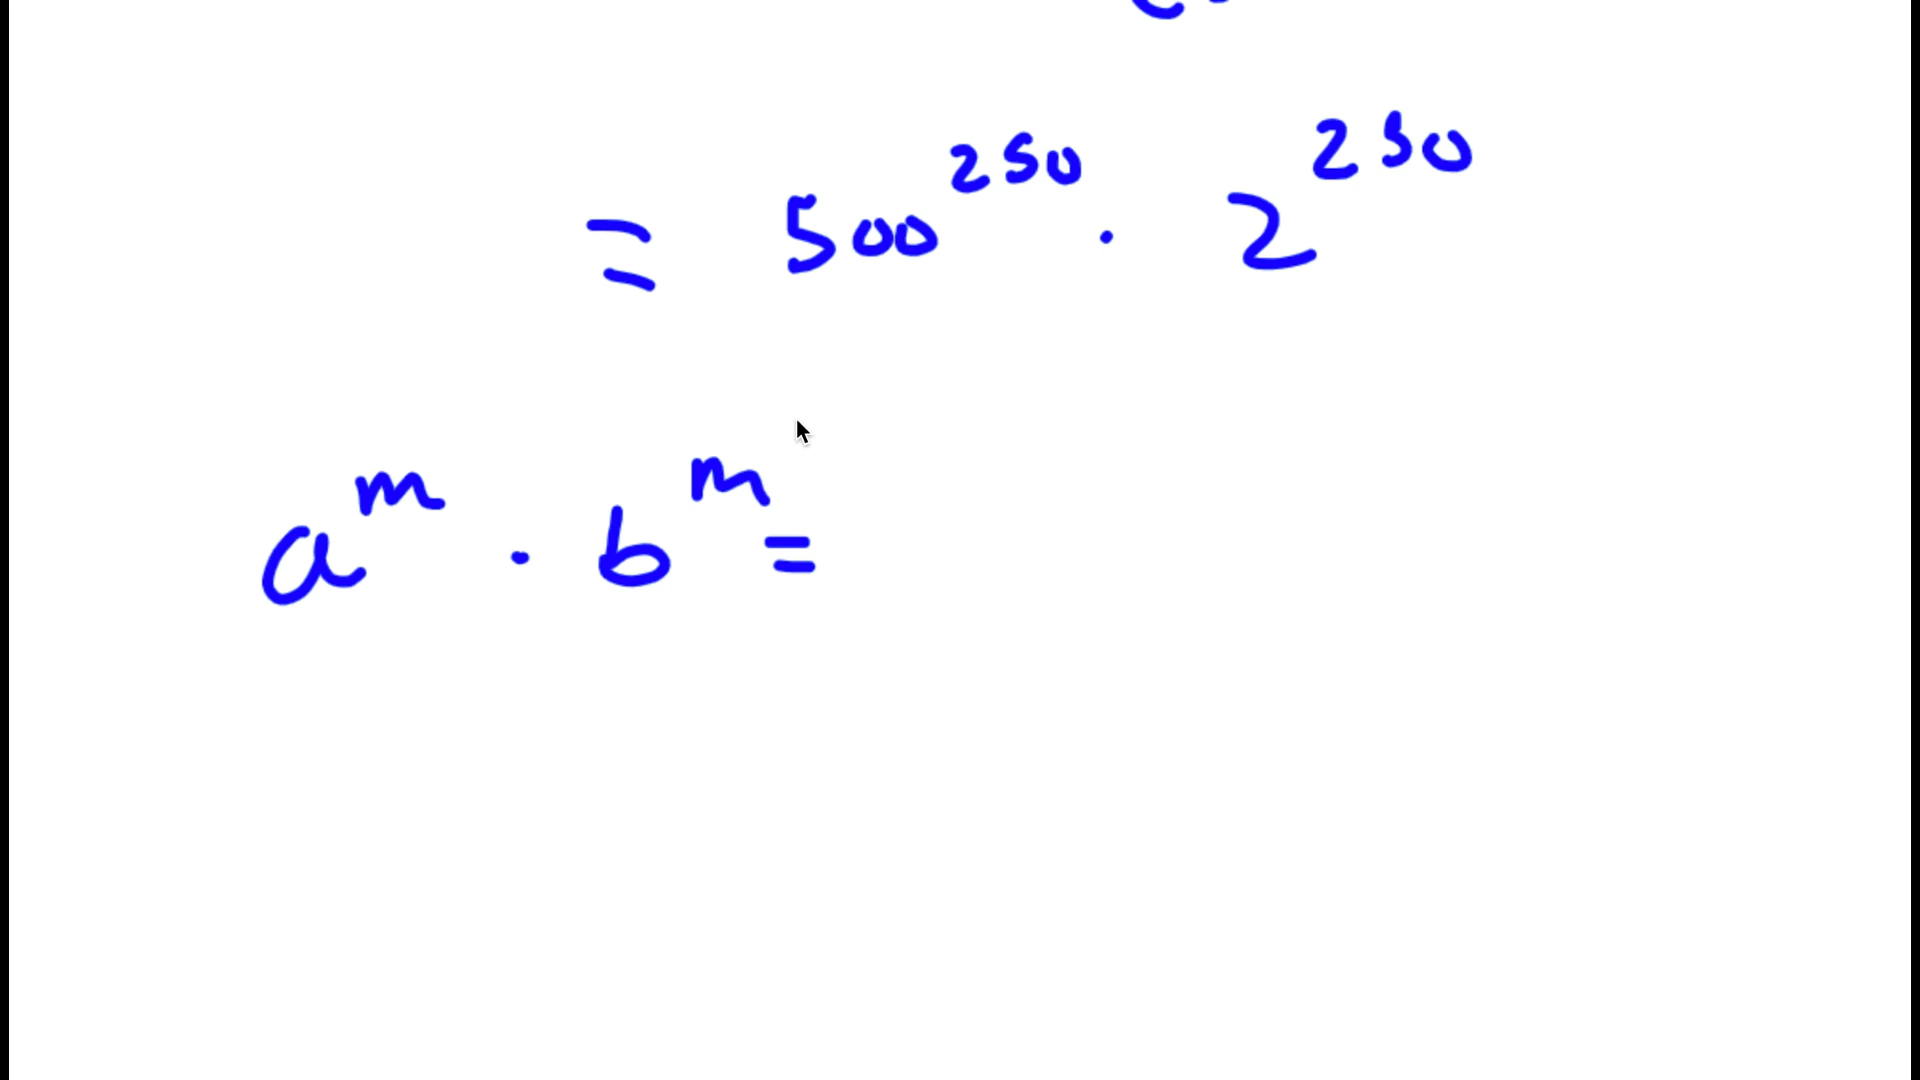 = 500^250 · 2^250
a^m · b^m =